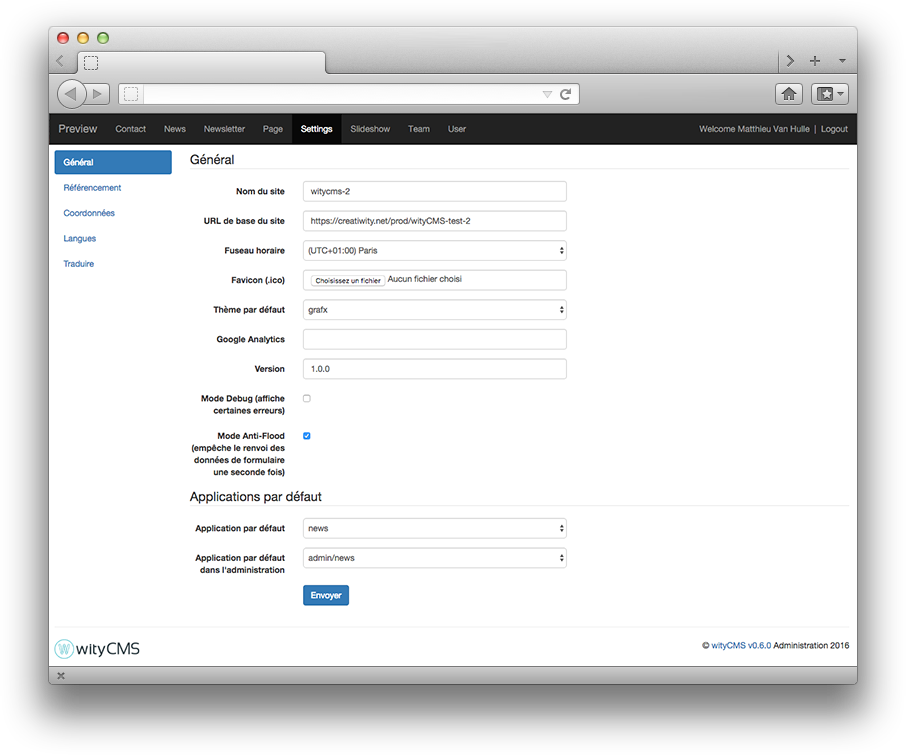 Preview Contact News Newsletter Page Settings Slideshow Team User Welcome Matthieu Van Hulle | Logout
Général
Référencement
Coordonnées
Langues
Traduire
Général
Nom du site witycms-2
URL de base du site https://creatiwity.net/prod/wityCMS-test-2
Fuseau horaire (UTC+01:00) Paris
Favicon (.ico) Choisissez un fichier Aucun fichier choisi
Thème par défaut grafx
Google Analytics
Version 1.0.0
Mode Debug (affiche
certaines erreurs)
Mode Anti-Flood
(empêche le renvoi des
données de formulaire
une seconde fois)
Applications par défaut
Application par défaut news
Application par défaut admin/news
dans l'administration
Envoyer
W wityCMS © wityCMS v0.6.0 Administration 2016